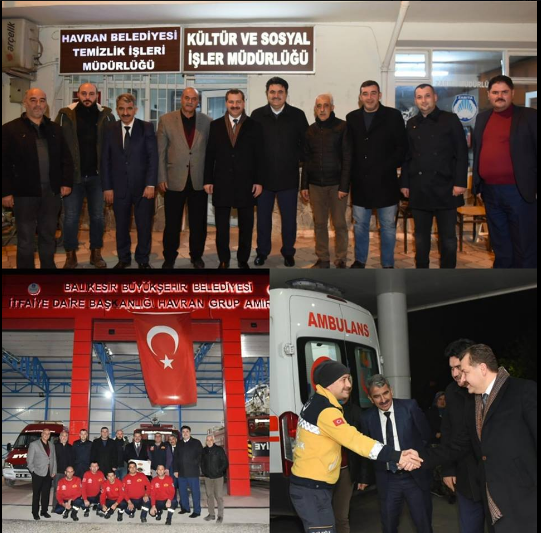 HAVRAN BELEDİYESİ
TEMİZLİK İŞLERİ
MÜDÜRLÜĞÜ
KÜLTÜR VE SOSYAL
İŞLER MÜDÜRLÜĞÜ
BALIKESİR BÜYÜKŞEHİR BELEDİYESİ
İTFAİYE DAİRE BAŞKANLIĞI HAVRAN GRUP AMİR
AMBULANS